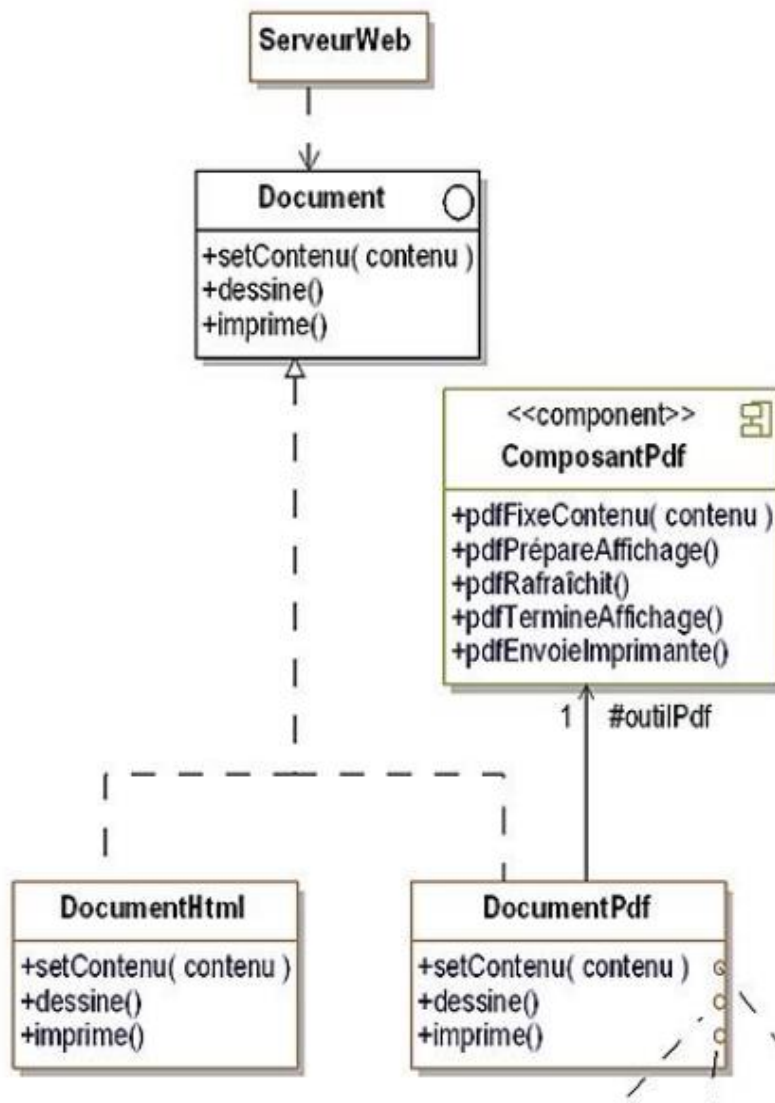 ServeurWeb
Document
+setContenu( contenu )
+dessine()
+imprime()
<<component>>
ComposantPdf
+pdfFixeContenu( contenu )
+pdfPrépareAffichage()
+pdfRafraîchit()
+pdfTermineAffichage()
+pdfEnvoieImprimante()
1 #outilPdf
DocumentHtml
+setContenu( contenu )
+dessine()
+imprime()
DocumentPdf
+setContenu( contenu )
+dessine()
+imprime()